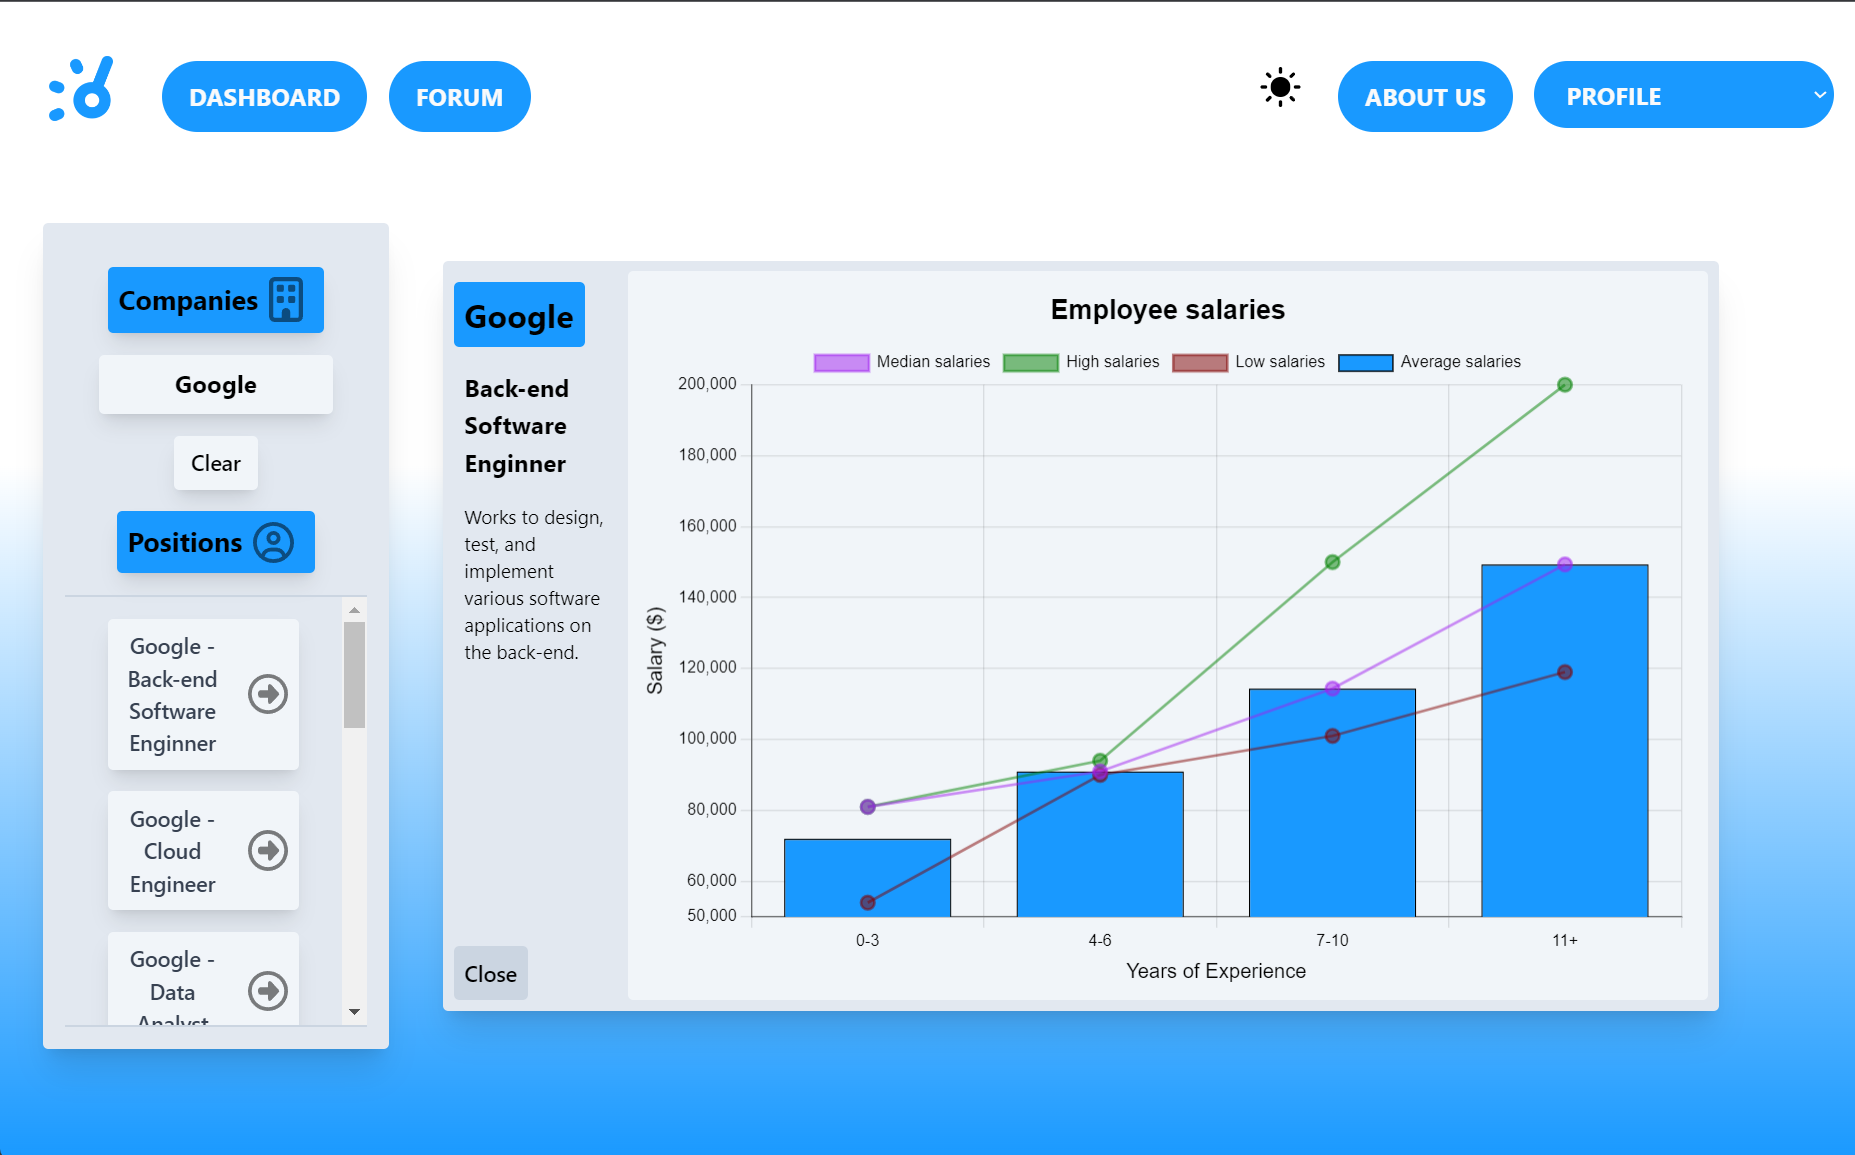 DASHBOARD
FORUM
ABOUT US
PROFILE
Companies
Google
Clear
Positions
Google -
Back-end
Software
Enginner
Google -
Cloud
Engineer
Google -
Data
Analyst
Google
Back-end
Software
Enginner
Works to design,
test, and
implement
various software
applications on
the back-end.
Close
Employee salaries
Median salaries
High salaries
Low salaries
Average salaries
Salary ($)
200,000
180,000
160,000
140,000
120,000
100,000
80,000
60,000
50,000
0-3
4-6
7-10
11+
Years of Experience